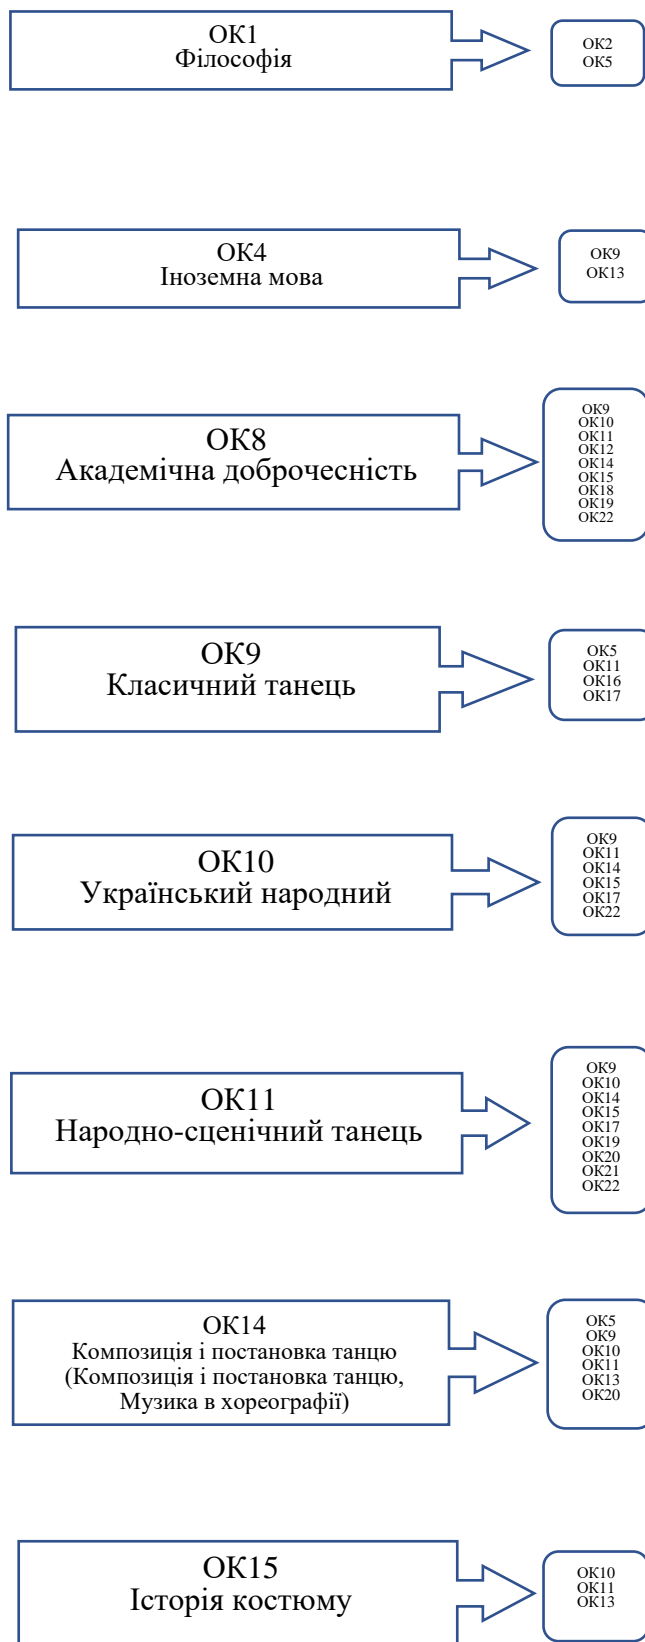 ОК1
Філософія
ОК2
ОК5
ОК4
Іноземна мова
ОК9
ОК13
ОК8
Академічна доброчесність
ОК9
ОК10
ОК11
ОК12
ОК14
ОК15
ОК18
ОК19
ОК22
ОК9
Класичний танець
ОК5
ОК11
ОК16
ОК17
ОК10
Український народний
ОК9
ОК11
ОК14
ОК15
ОК17
ОК22
ОК11
Народно-сценічний танець
ОК9
ОК10
ОК14
ОК15
ОК17
ОК19
ОК20
ОК21
ОК22
ОК14
Композиція і постановка танцю
(Композиція і постановка танцю,
Музика в хореографії)
ОК5
ОК9
ОК10
ОК11
ОК13
ОК20
ОК15
Історія костюму
ОК10
ОК11
ОК13